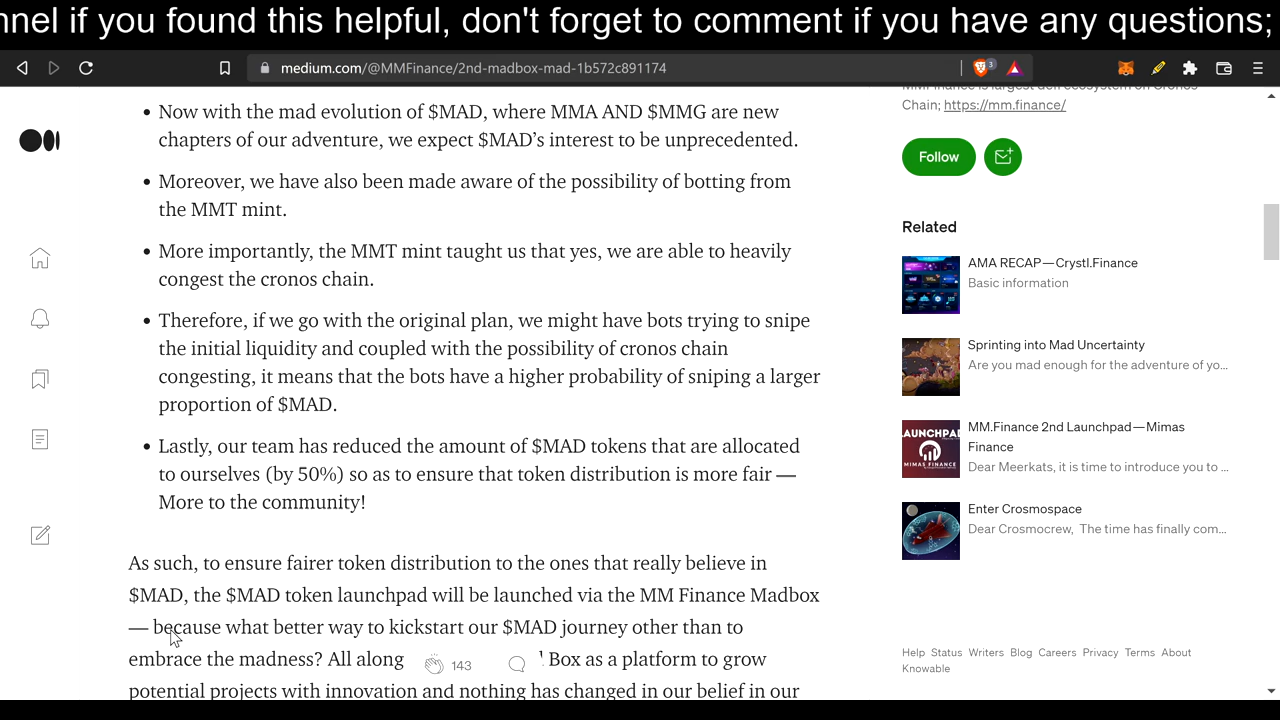 nnel if you found this helpful, don't forget to comment if you have any questions;
medium.com/@MMFinance/2nd-madbox-mad-1b572c891174
3
• Now with the mad evolution of $MAD, where MMA AND $MMG are new
chapters of our adventure, we expect $MAD's interest to be unprecedented.
• Moreover, we have also been made aware of the possibility of botting from
the MMT mint.
• More importantly, the MMT mint taught us that yes, we are able to heavily
congest the cronos chain.
• Therefore, if we go with the original plan, we might have bots trying to snipe
the initial liquidity and coupled with the possibility of cronos chain
congesting, it means that the bots have a higher probability of sniping a larger
proportion of $MAD.
• Lastly, our team has reduced the amount of $MAD tokens that are allocated
to ourselves (by 50%) so as to ensure that token distribution is more fair —
More to the community!
As such, to ensure fairer token distribution to the ones that really believe in
$MAD, the $MAD token launchpad will be launched via the MM Finance Madbox
— because what better way to kickstart our $MAD journey other than to
embrace the madness? All along Box as a platform to grow
143
potential projects with innovation and nothing has changed in our belief in our
MMFinance is largest defi ecosystem on Cronos
Chain; https://mm.finance/
Follow
Related
AMA RECAP — Crystl.Finance
Basic information
Sprinting into Mad Uncertainty
Are you mad enough for the adventure of yo...
LAUNCHPAD
MIMAS FINANCE
MM.Finance 2nd Launchpad — Mimas
Finance
Dear Meerkats, it is time to introduce you to ...
Enter Crosmospace
Dear Crosmocrew, The time has finally com...
Help Status Writers Blog Careers Privacy Terms About
Knowable